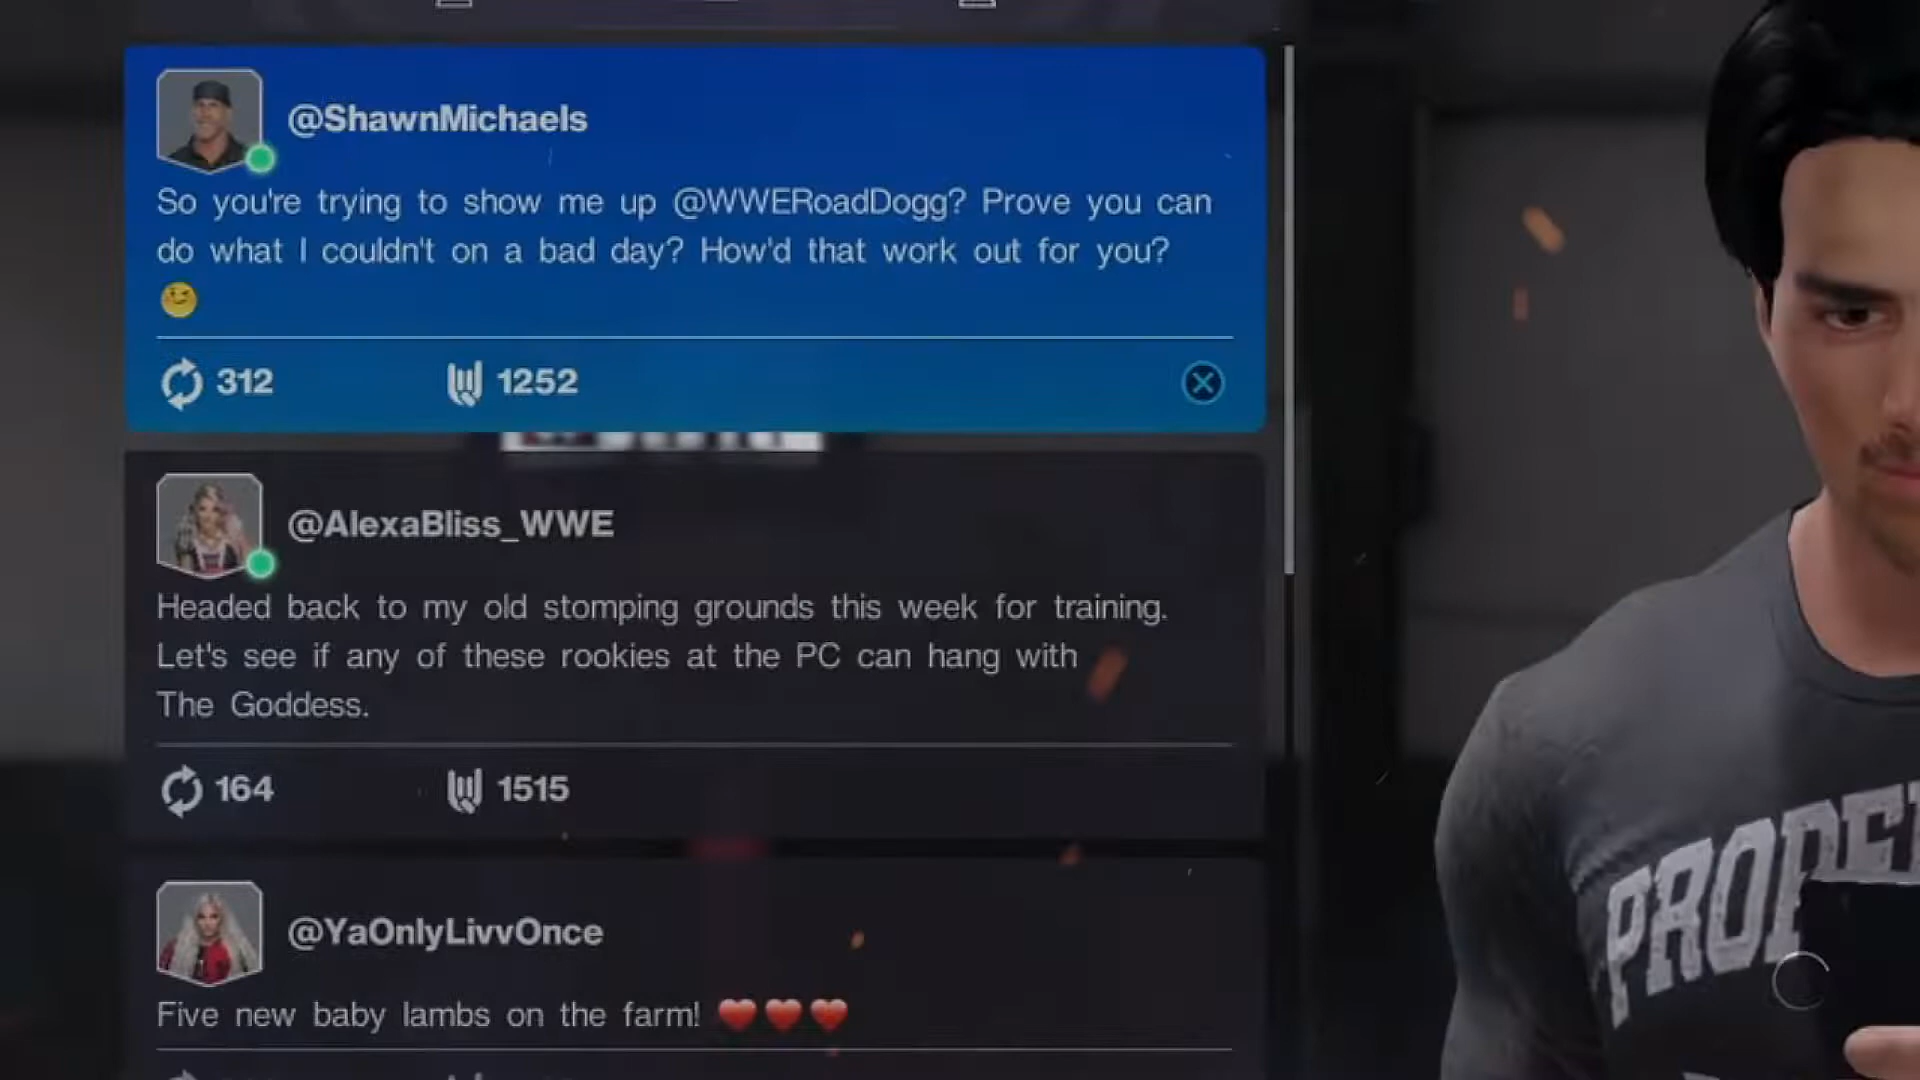 @ShawnMichaels
So you're trying to show me up @WWERoadDogg? Prove you can
do what I couldn't on a bad day? How'd that work out for you?
312
1252
@AlexaBliss_WWE
Headed back to my old stomping grounds this week for training.
Let's see if any of these rookies at the PC can hang with
The Goddess.
164
1515
@YaOnlyLivvOnce
Five new baby lambs on the farm! ❤❤❤